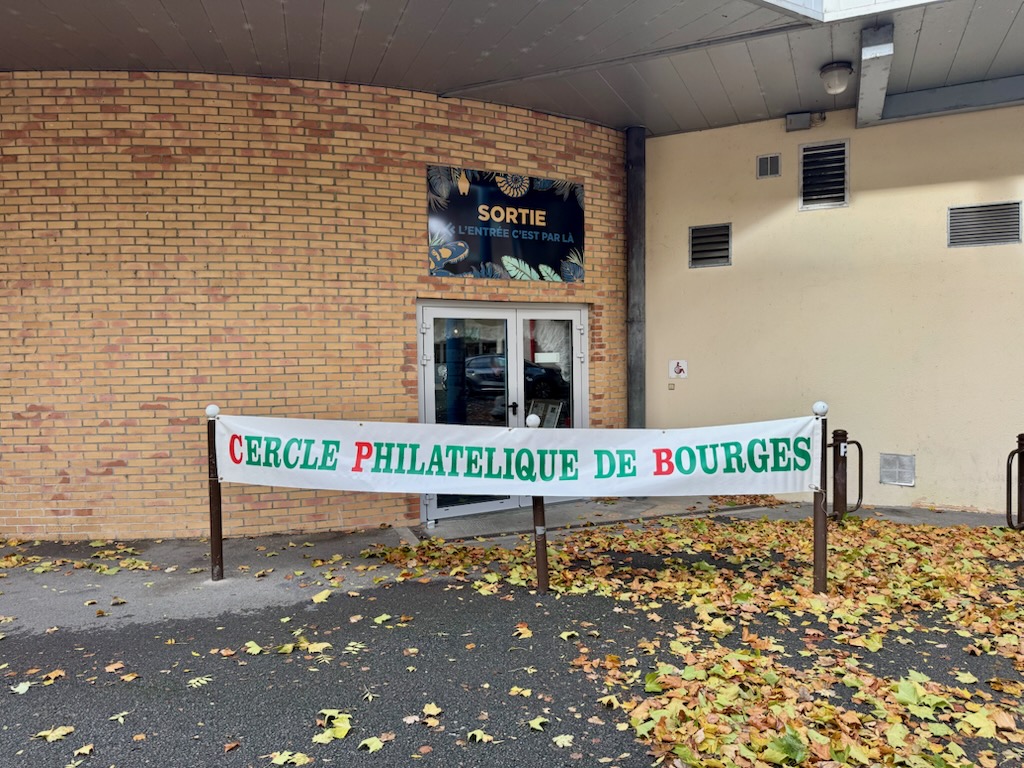 SORTIE
L'ENTRÉE C'EST PAR LÀ
CERCLE PHILATELIQUE DE BOURGES